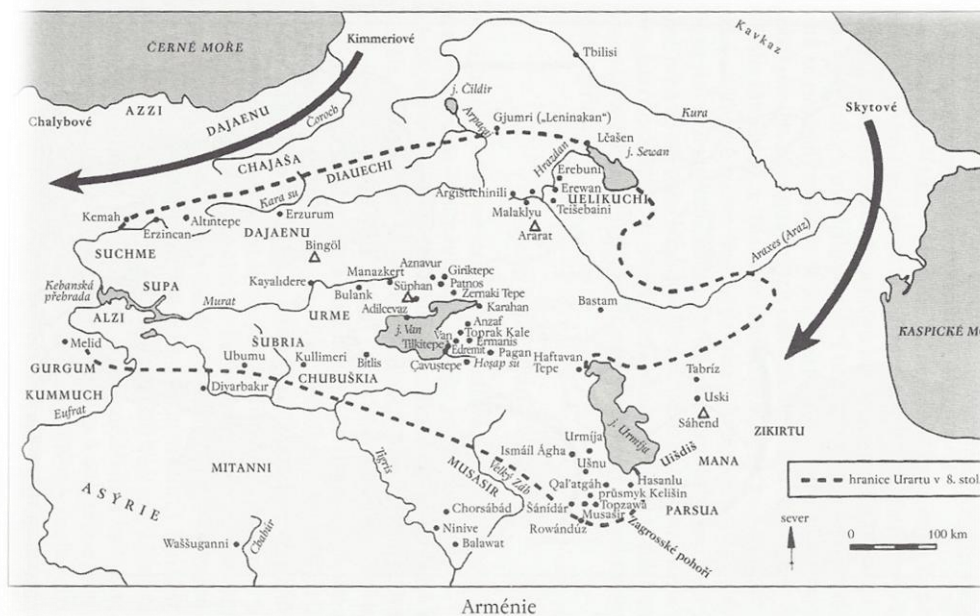 Kimmeriové
ČERNÉ MOŘE
Kavkaz
Tbilisi
j. Čildir
AZZI
Skytové
Chalybové
DAJAENU
Čoroch
Arpaçaj
Gjumri („Leninakan“)
Kura
Lčašen
j. Sewan
CHAJAŠA
DIAUECHI
Hrazdan
Erebuni
Kara su
Argistichinili
Erewan
UELIKUCHI
Kemah
Altıntepe
Erzurum
Malaklyu
Teišebaini
Erzincan
DAJAENU
Ararat
SUCHME
Bingöl
Araxes (Araz)
Aznavur
Giriktepe
Kebanská
přehrada
SUPA
Kayalıdere
Manazkert
Süphan
Patnos
Bulank
Zernaki Tepe
Bastam
Murat
Adilcevaz
Karahan
ALZI
URME
KASPICKÉ MO
j. Van
Anzaf
Van
Toprak Kale
Melid
ŠUBRIA
Tilkitepe
Ermanis
Edremit
Pagan
Haftavan
Tepe
Ubumu
Kullimeri
Bitlis
Çavuştepe
Hoşap su
Tabríz
GURGUM
CHUBUŠKIA
Diyarbakır
Uski
KUMMUCH
Sáhend
Eufrat
j. Urmíja
Urmíja
ZIKIRTU
Ismáíl Ágha
Uišdiš
MANA
MITANNI
Tigris
MUSASIR
Velký Záb
Ušnu
Qal'atgáh
Hasanlu
hranice Urartu v 8. stol.
ASÝRIE
průsmyk Kelišin
PARSUA
Chorsábád
Šánídár
Topzawa
Musasir
sever
Ninive
Rowándúz
Zagrosské pohoří
0 100 km
Waššuganni
Chabúr
Balawat
Arménie